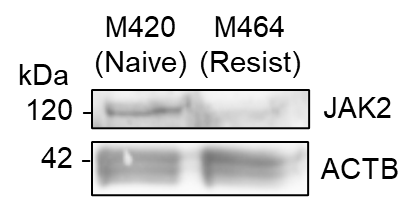 M420 M464
(Naive) (Resist)
kDa
120 JAK2
42 ACTB